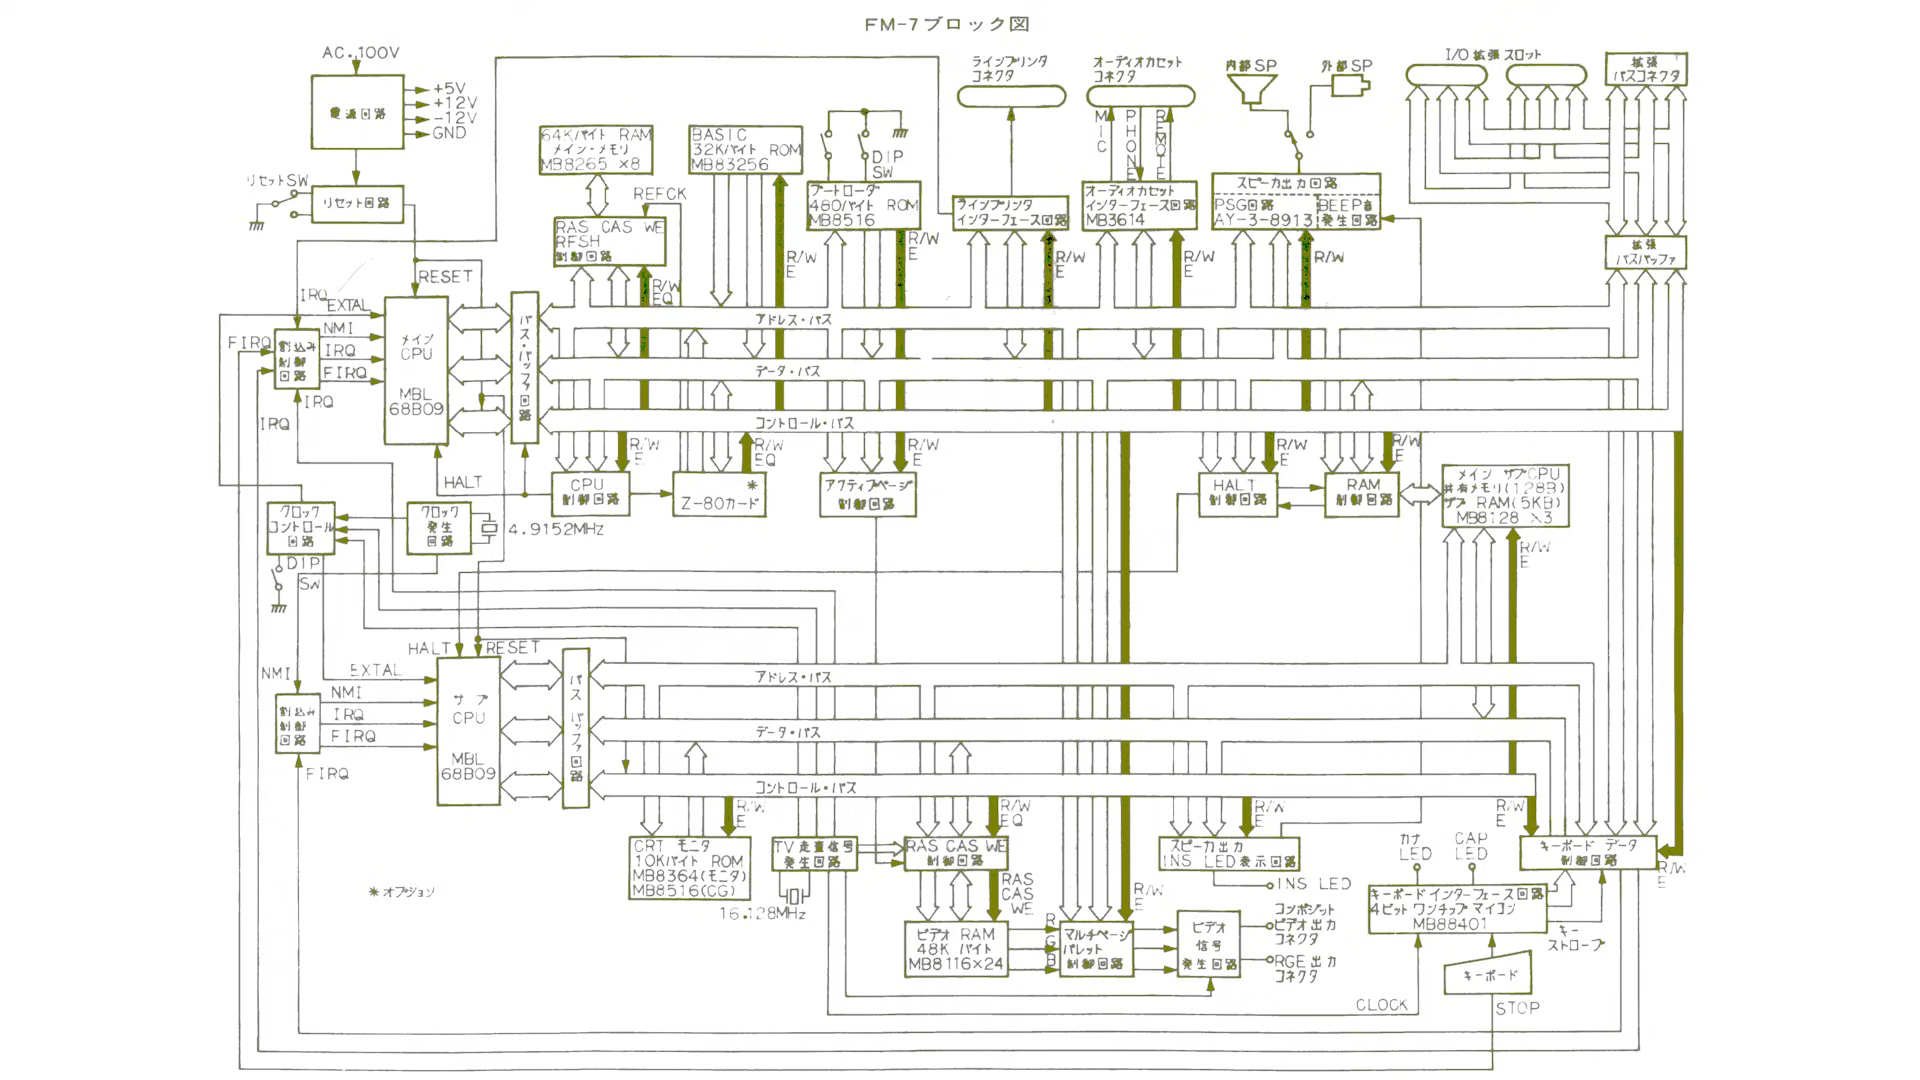 FM-7ブロック図
AC.100V
電源回路
+5V
+12V
-12V
GND
リセットSW
リセット回路
64Kバイト RAM
メイン・メモリ
MB8265 ×8
BASIC
32Kバイト ROM
MB83256
REFCK
RAS CAS WE
RFSH
制御回路
DIP
SW
ブートローダ
480バイト ROM
MB8516
ラインプリンタ
コネクタ
ラインプリンタ
インターフェース回路
オーディオカセット
コネクタ
MIC
PHONE
REMOTE
オーディオカセット
インターフェース回路
MB3614
内部SP
外部SP
スピーカ出力回路
PSG回路
AY-3-8913
BEEP音
発生回路
I/O拡張スロット
拡張
バスコネクタ
拡張
バスバッファ
R/W
EQ
R/W
E
R/W
E
R/W
E
R/W
E
R/W
RESET
IRQ
EXTAL
NMI
IRQ
FIRQ
FIRQ
割込み
制御
回路
IRQ
IRQ
メイン
CPU
MBL
68B09
バス・バッファ回路
アドレス・バス
データ・バス
コントロール・バス
HALT
R/W
E
CPU
制御回路
R/W
EQ
*
Z-80カード
R/W
E
アクティブページ
制御回路
R/W
E
HALT
制御回路
R/W
E
RAM
制御回路
メイン サブCPU
共有メモリ(128B)
サブ RAM(5KB)
MB8128 ×3
R/W
E
クロック
コントロール
回路
クロック
発生
回路
4.9152MHz
DIP
SW
HALT
RESET
NMI
EXTAL
NMI
IRQ
FIRQ
割込み
制御
回路
FIRQ
サブ
CPU
MBL
68B09
バス バッファ回路
アドレス・バス
データ・バス
コントロール・バス
R/W
E
CRT モニタ
10Kバイト ROM
MB8364(モニタ)
MB8516(CG)
TV走査信号
発生回路
16.128MHz
R/W
EQ
RAS CAS WE
制御回路
RAS
CAS
WE
ビデオ RAM
48K バイト
MB8116×24
R
G
B
マルチページ
パレット
制御回路
R/W
E
ビデオ
信号
発生回路
R/W
E
スピーカ出力
INS LED表示回路
INS LED
コンポジット
ビデオ出力
コネクタ
RGE出力
コネクタ
カナ
LED
CAP
LED
R/W
E
キーボード データ
制御回路
R/W
E
キーボードインターフェース回路
4ビットワンチップマイコン
MB88401
キー
ストローブ
キーボード
CLOCK
STOP
*オプション